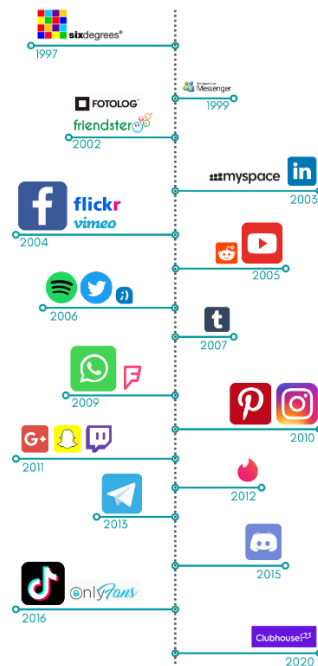 sixdegrees®
1997
Messenger
1999
FOTOLOG
friendster
2002
:::myspace
in
2003
f
flickr
vimeo
2004
2005
2006
t
2007
2009
2010
G+
2011
2012
2013
2015
onlyfans
2016
Clubhouse
2020